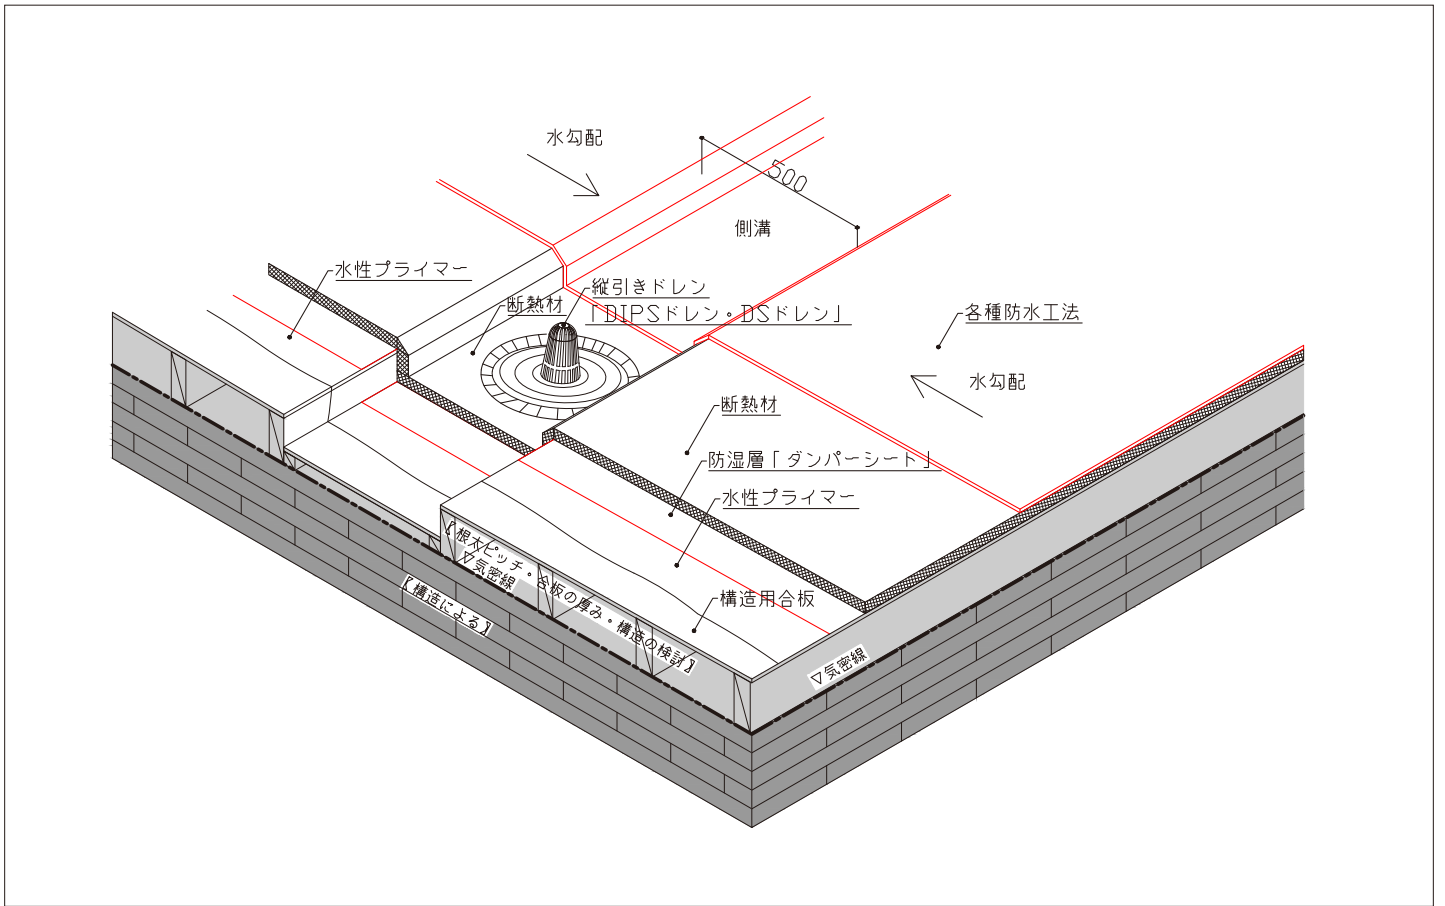 水勾配
500
側溝
水性プライマー
縦引きドレン
「DIPSドレン・DSドレン」
断熱材
各種防水工法
水勾配
断熱材
防湿層「ダンパーシート」
水性プライマー
【根太ピッチ・合板の厚み・構造の検討】
▽気密線
【構造による】
構造用合板
▽気密線